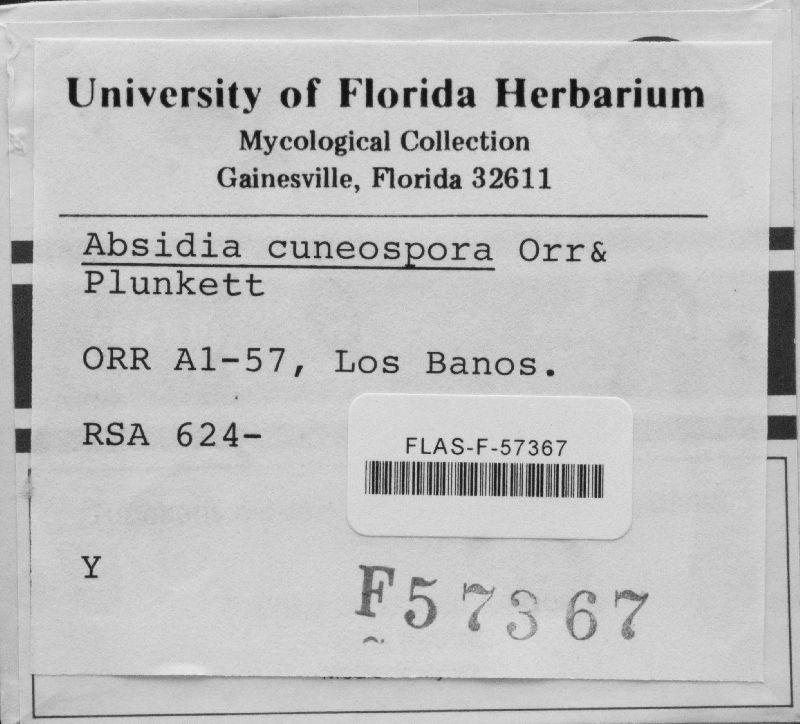 University of Florida Herbarium
Mycological Collection
Gainesville, Florida 32611
Absidia cuneospora Orr&
Plunkett
ORR A1-57, Los Banos.
RSA 624-
FLAS-F-57367
Y
F57367